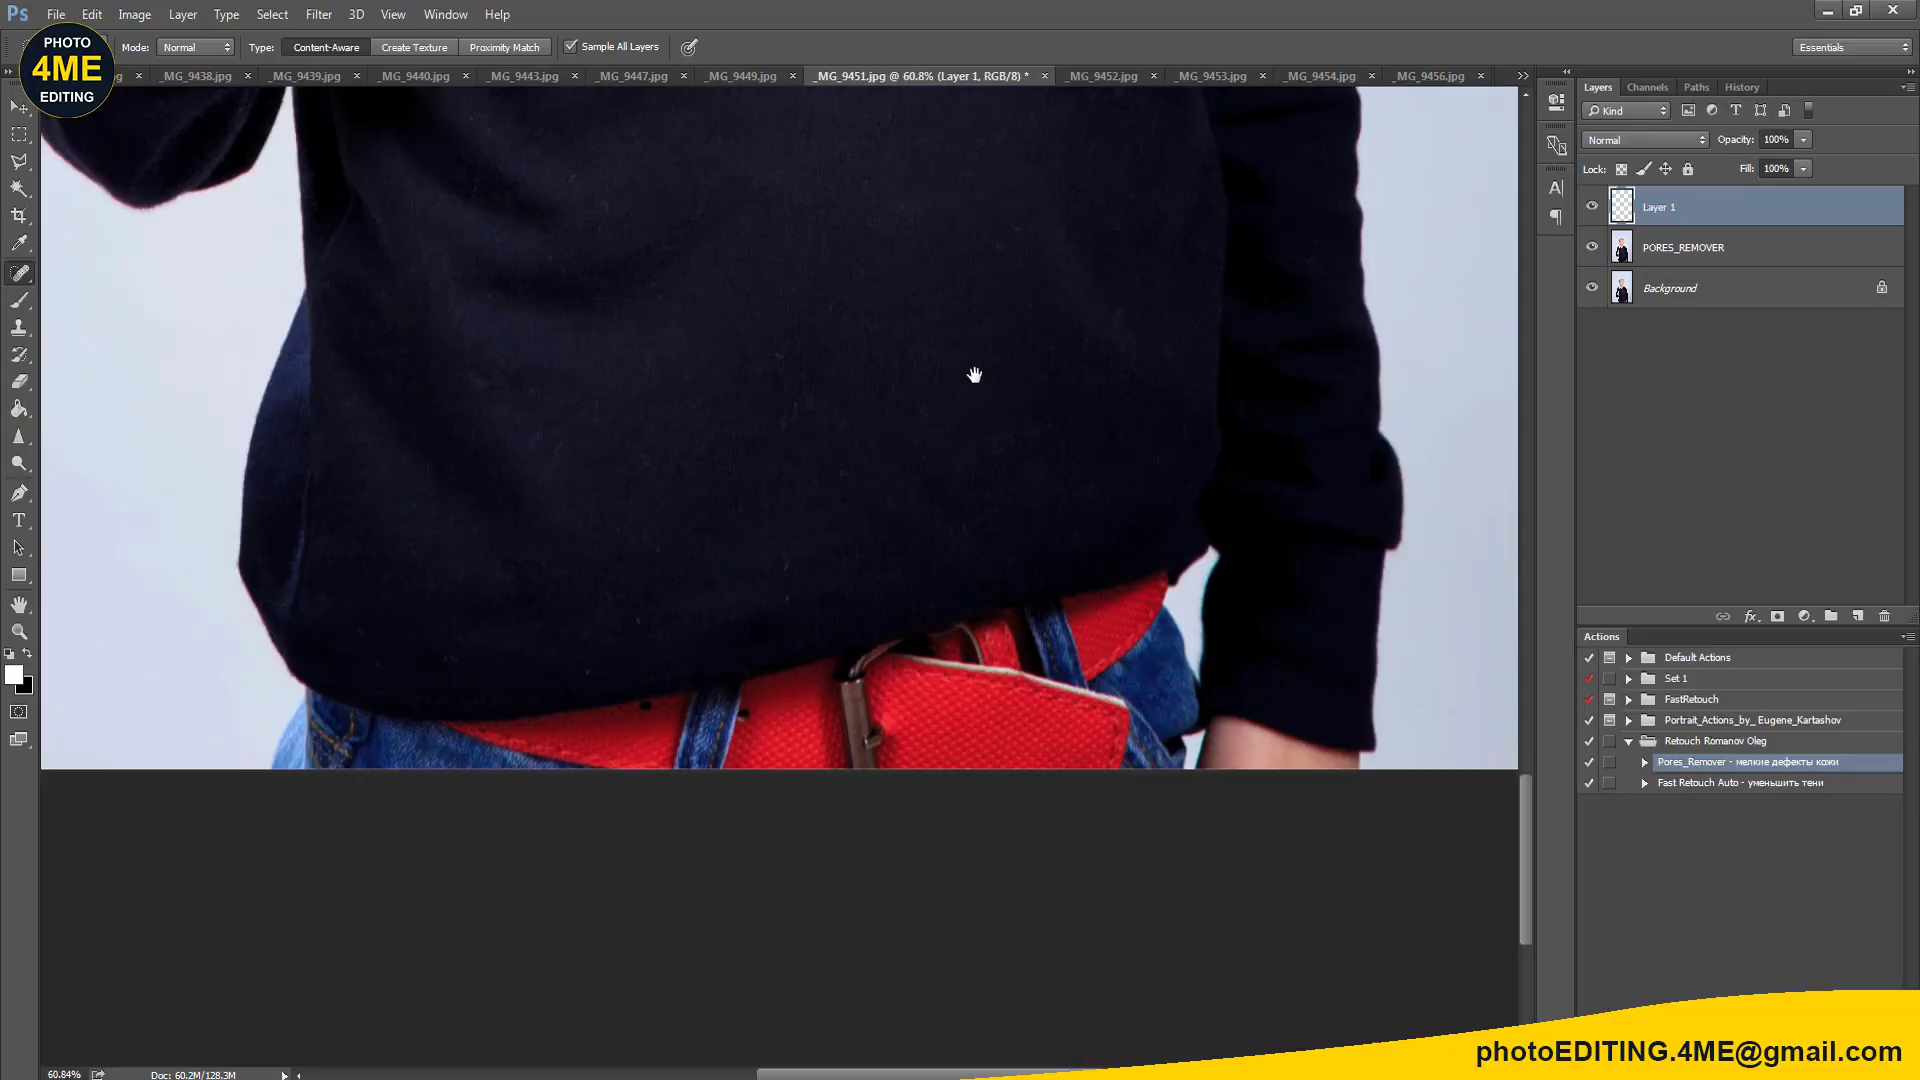 Ps File Edit Image Layer Type Select Filter 3D View Window Help
PHOTO
4ME
EDITING
Mode: Normal Type: Content-Aware Create Texture Proximity Match Sample All Layers Essentials
_MG_9438.jpg _MG_9439.jpg _MG_9440.jpg _MG_9443.jpg _MG_9447.jpg _MG_9449.jpg _MG_9451.jpg @ 60.8% (Layer 1, RGB/8) * _MG_9452.jpg _MG_9453.jpg _MG_9454.jpg _MG_9456.jpg
Layers Channels Paths History
Kind
Normal Opacity: 100%
Lock: Fill: 100%
Layer 1
PORES_REMOVER
Background
Actions
Default Actions
Set 1
FastRetouch
Portrait_Actions_by_ Eugene_Kartashov
Retouch Romanov Oleg
Pores_Remover - мелкие дефекты кожи
Fast Retouch Auto - уменьшить тени
photoEDITING.4ME@gmail.com
60.84% Doc: 60.2M/128.3M